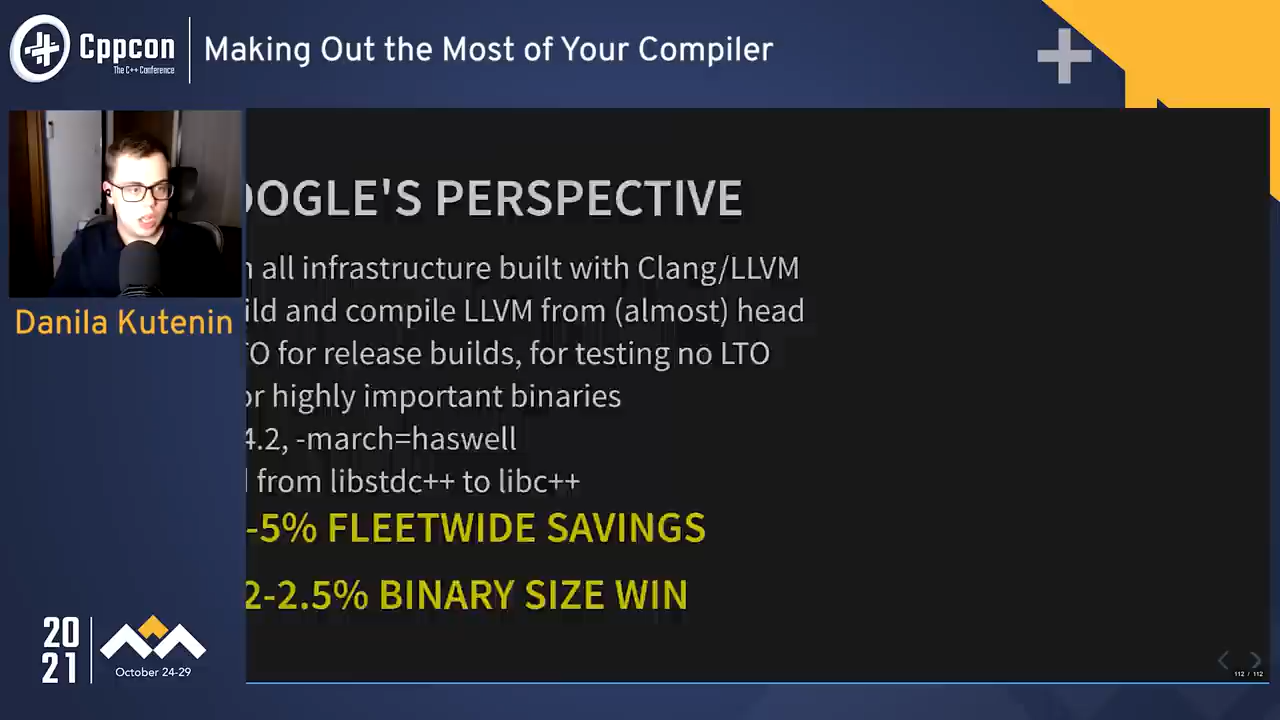 Cppcon
The C++ Conference
Making Out the Most of Your Compiler
OOGLE'S PERSPECTIVE
all infrastructure built with Clang/LLVM
ild and compile LLVM from (almost) head
TO for release builds, for testing no LTO
or highly important binaries
4.2, -march=haswell
from libstdc++ to libc++
-5% FLEETWIDE SAVINGS
2-2.5% BINARY SIZE WIN
Danila Kutenin
20
21
October 24-29
112 / 112